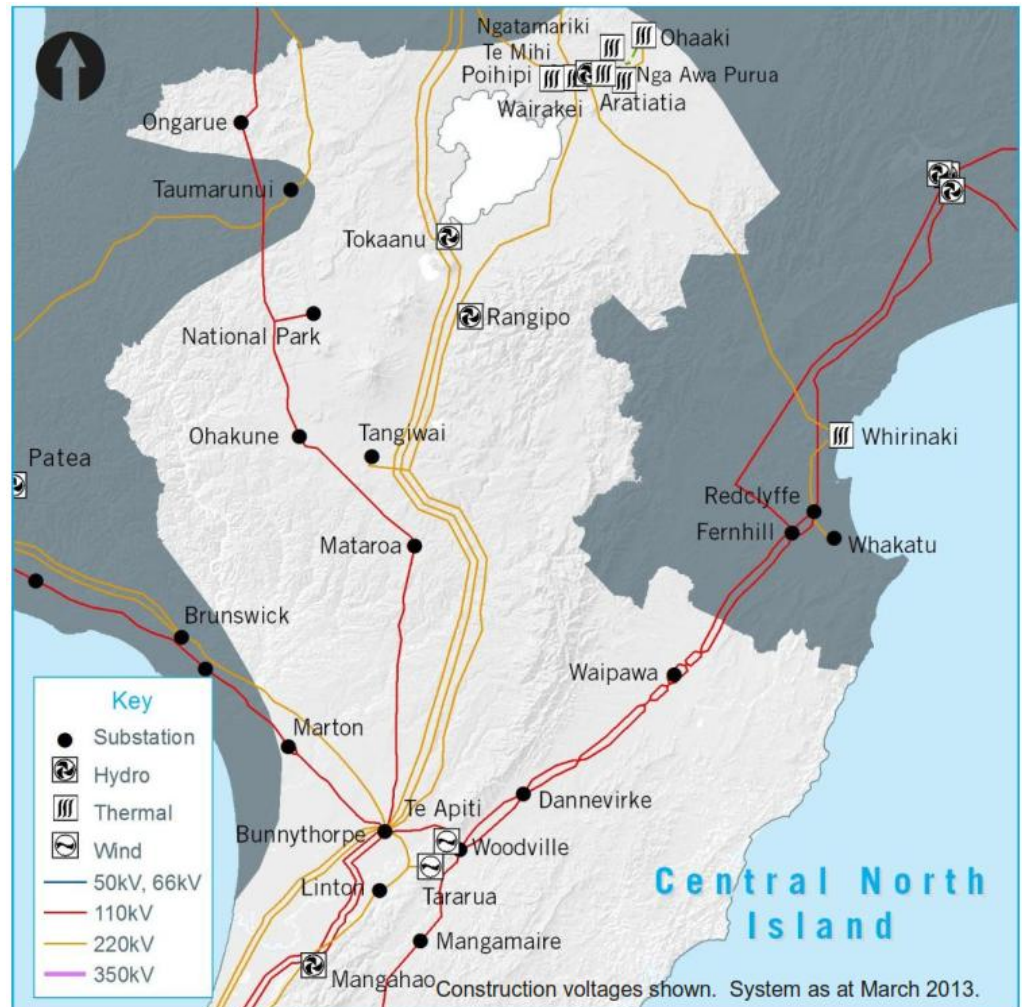 Ngatamariki
Ohaaki
Te Mihi
Poihipi
Nga Awa Purua
Wairakei
Aratiatia
Ongarue
Taumarunui
Tokaanu
Rangipo
National Park
Ohakune
Tangiwai
Whirinaki
Patea
Redclyffe
Fernhill
Whakatu
Mataroa
Brunswick
Waipawa
Key
Substation
Hydro
Thermal
Wind
50kV, 66kV
110kV
220kV
350kV
Marton
Dannevirke
Te Apiti
Bunnythorpe
Woodville
Linton
Tararua
Mangamaire
Mangahao
Central North
Island
Construction voltages shown. System as at March 2013.